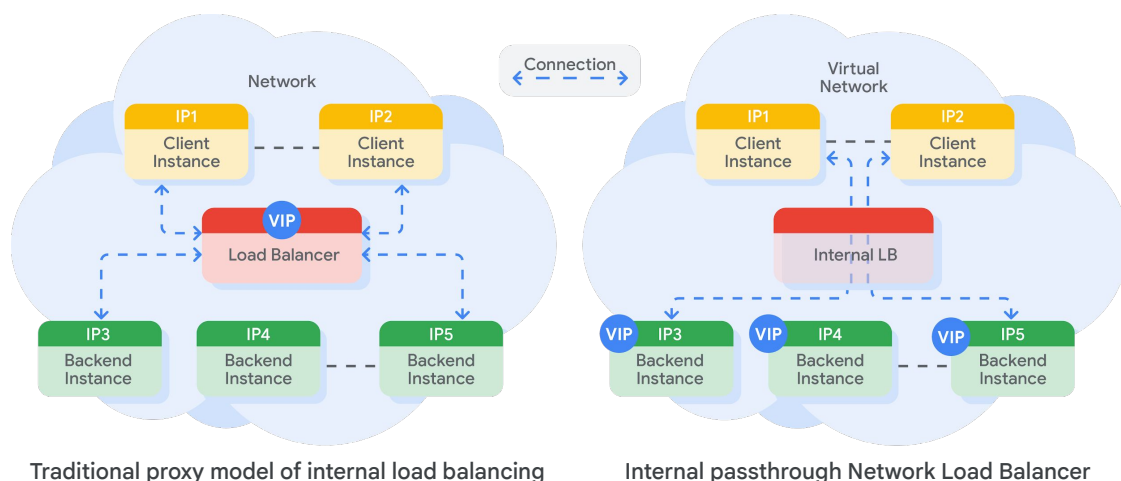 Network
Connection
Virtual
Network
IP1
Client
Instance
IP2
Client
Instance
VIP
Load Balancer
IP3
Backend
Instance
IP4
Backend
Instance
IP5
Backend
Instance
Traditional proxy model of internal load balancing
IP1
Client
Instance
IP2
Client
Instance
Internal LB
VIP
IP3
Backend
Instance
VIP
IP4
Backend
Instance
VIP
IP5
Backend
Instance
Internal passthrough Network Load Balancer